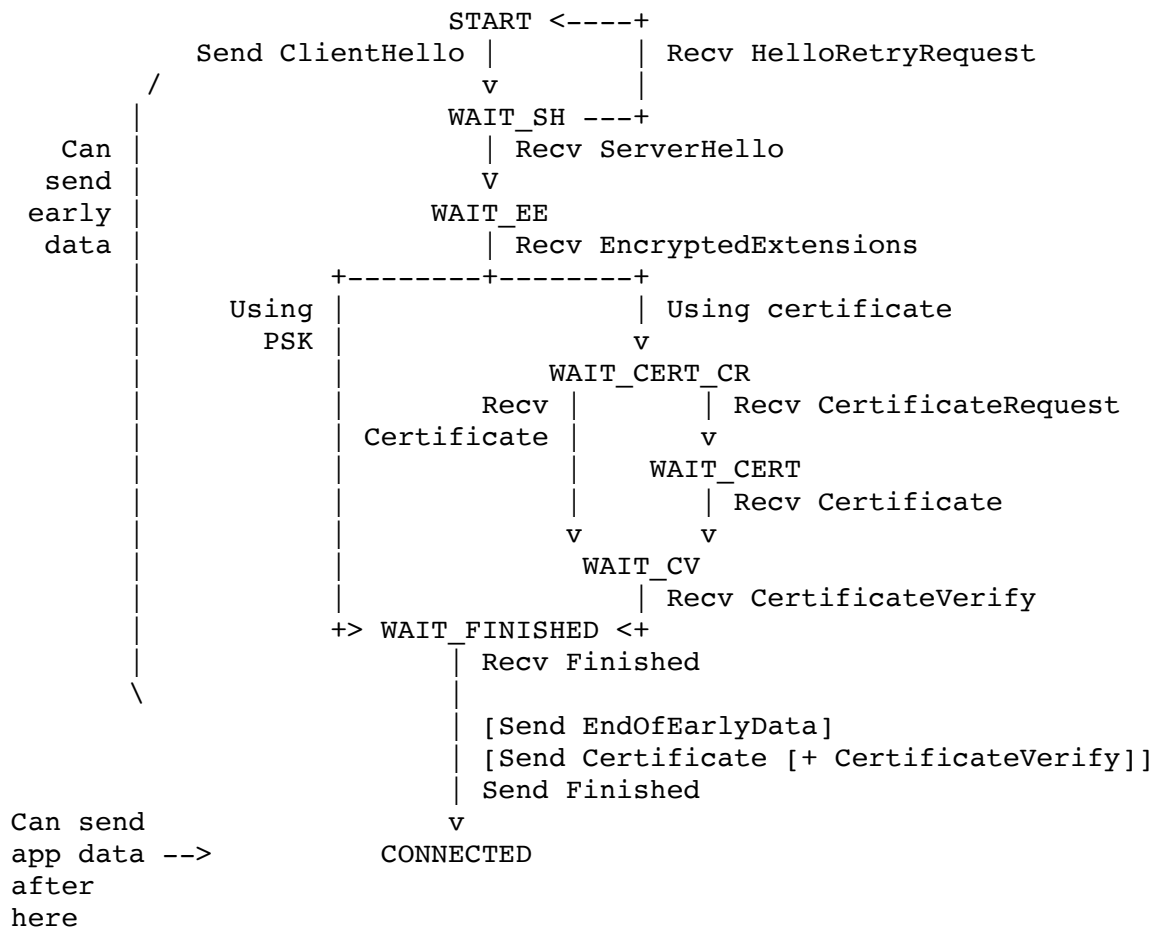 START <----+
Send ClientHello | | Recv HelloRetryRequest
/ v |
| WAIT_SH ---+
Can | | Recv ServerHello
send | V
early | WAIT_EE
data | | Recv EncryptedExtensions
| +--------+--------+
| Using | | Using certificate
| PSK | v
| | WAIT_CERT_CR
| | Recv | | Recv CertificateRequest
| | Certificate | v
| | | WAIT_CERT
| | | | Recv Certificate
| | v v
| | WAIT_CV
| | | Recv CertificateVerify
| +> WAIT_FINISHED <+
| | Recv Finished
\ |
| [Send EndOfEarlyData]
| [Send Certificate [+ CertificateVerify]]
| Send Finished
Can send v
app data --> CONNECTED
after
here